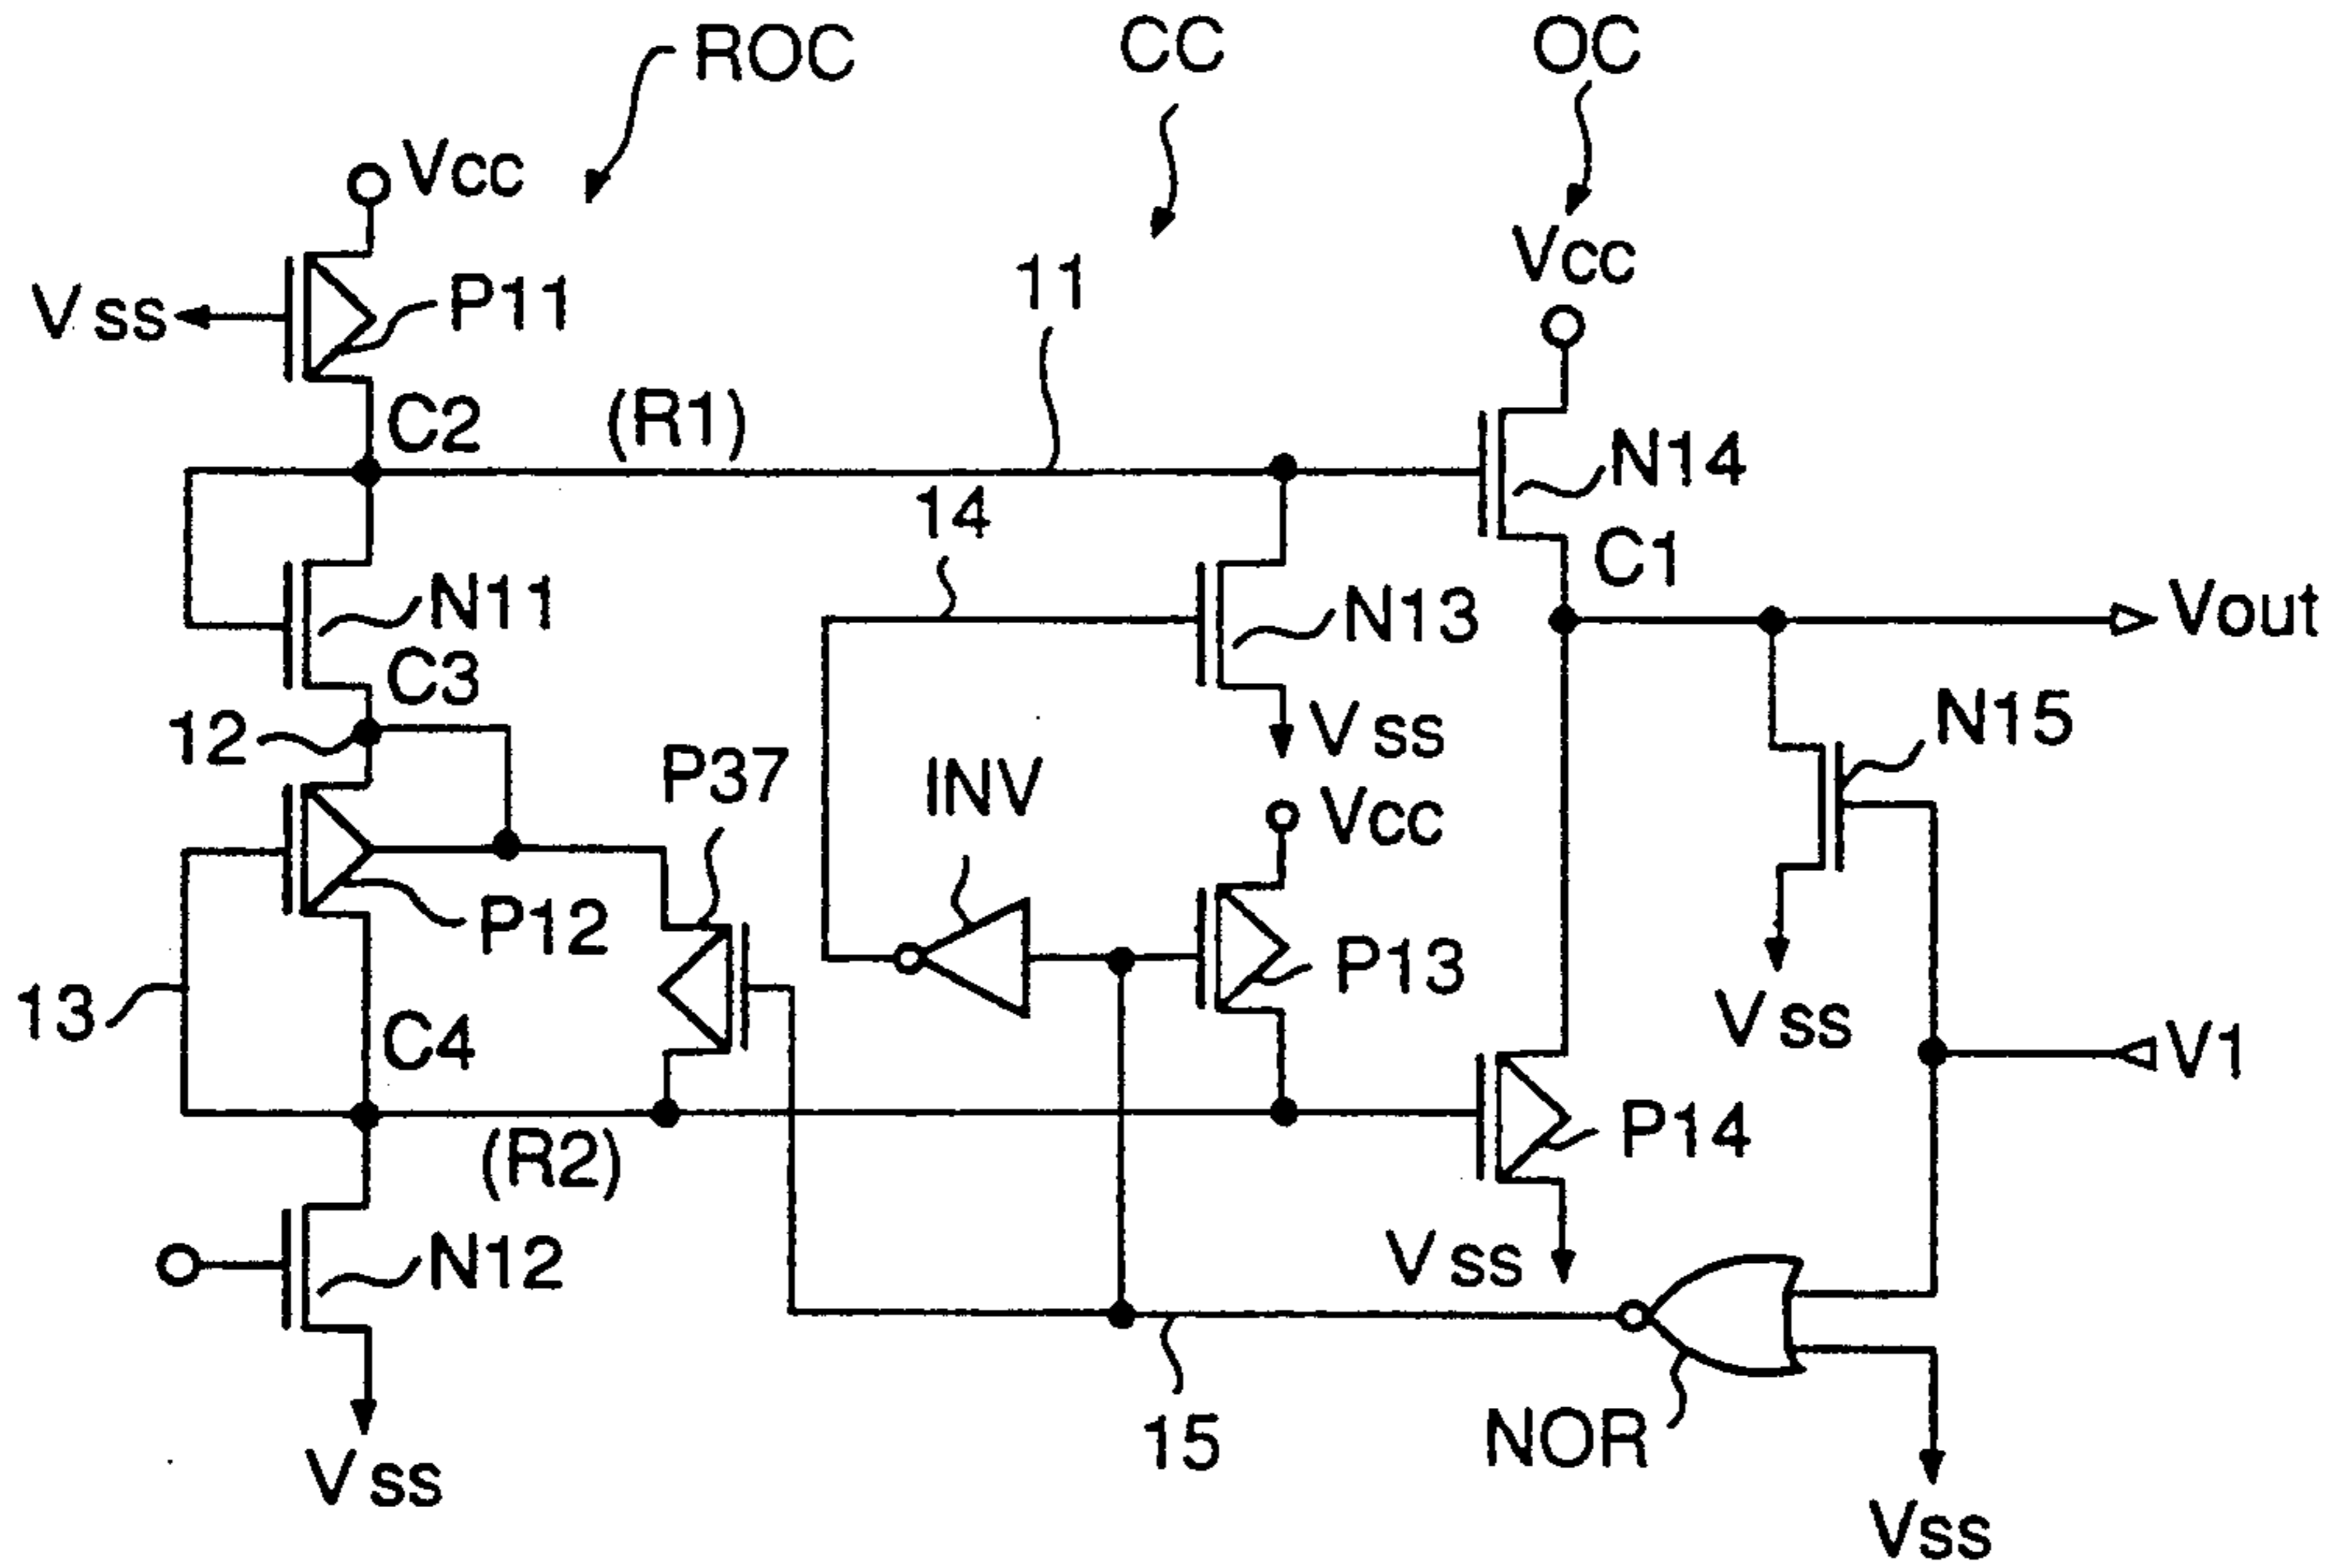 ROC
CC
OC
Vcc
Vcc
Vss
P11
11
C2
(R1)
N14
14
C1
N11
N13
Vout
C3
12
Vss
N15
P37
INV
Vcc
P12
P13
13
Vss
C4
V1
P14
(R2)
Vss
N12
15
NOR
Vss
Vss